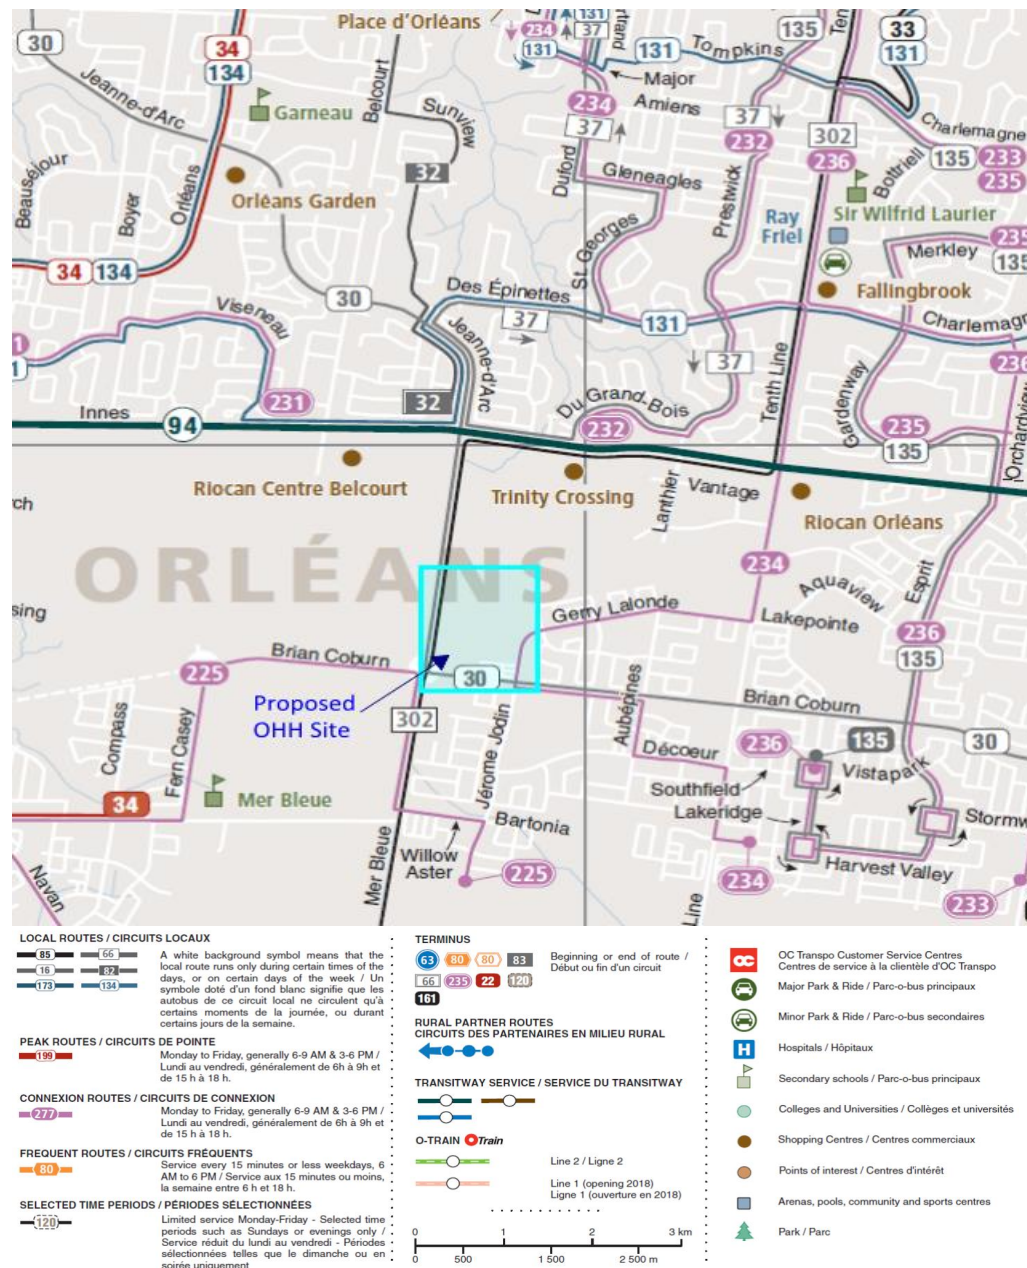 Place d'Orléans
30
34
134
Jeanne-d'Arc
Garneau
Belcourt
Sunview
32
234
131
131
37
131
Tompkins
135
33
131
Major
Amiens
234
37
Duford
Gleneagles
37
232
302
236
Charlemagne
135
233
235
Bottriell
Beauséjour
Boyer
Orléans
Orléans Garden
Prestwick
Ray
Friel
Sir Wilfrid Laurier
Merkley
235
135
34
134
30
St. Georges
Des Épinettes
37
131
Fallingbrook
Charlemagn
Viseneau
Jeanne-d'Arc
37
236
231
32
Du Grand-Bois
232
Tenth Line
Gardenway
235
135
Orchardview
Innes
94
Riocan Centre Belcourt
Trinity Crossing
Lanthier
Vantage
Riocan Orléans
rch
ORLÉANS
234
Aquaview
Esprit
sing
Gerry Lalonde
Lakepointe
236
135
225
Brian Coburn
30
Brian Coburn
Proposed
OHH Site
302
Compass
Fern Casey
Jérome Jodin
Aubépines
Décoeur
236
135
30
34
Mer Bleue
Southfield
Vistapark
Lakeridge
Stormw
Bartonia
Willow
Aster
225
Mer Bleue
Navan
234
Line
Harvest Valley
233
LOCAL ROUTES / CIRCUITS LOCAUX
85
66
16
82
173
134
A white background symbol means that the
local route runs only during certain times of the
days, or on certain days of the week / Un
symbole doté d'un fond blanc signifie que les
autobus de ce circuit local ne circulent qu'à
certains moments de la journée, ou durant
certains jours de la semaine.
PEAK ROUTES / CIRCUITS DE POINTE
199
Monday to Friday, generally 6-9 AM & 3-6 PM /
Lundi au vendredi, généralement de 6h à 9h et
de 15 h à 18 h.
CONNEXION ROUTES / CIRCUITS DE CONNEXION
277
Monday to Friday, generally 6-9 AM & 3-6 PM /
Lundi au vendredi, généralement de 6h à 9h et
de 15 h à 18 h.
FREQUENT ROUTES / CIRCUITS FRÉQUENTS
80
Service every 15 minutes or less weekdays, 6
AM to 6 PM / Service aux 15 minutes ou moins,
la semaine entre 6 h et 18 h.
SELECTED TIME PERIODS / PÉRIODES SÉLECTIONNÉES
120
Limited service Monday-Friday - Selected time
periods such as Sundays or evenings only /
Service réduit du lundi au vendredi - Périodes
sélectionnées telles que le dimanche ou en
soirée uniquement
TERMINUS
63 80 80 83
66 235 22 120
161
Beginning or end of route /
Début ou fin d'un circuit
RURAL PARTNER ROUTES
CIRCUITS DES PARTENAIRES EN MILIEU RURAL
TRANSITWAY SERVICE / SERVICE DU TRANSITWAY
O-TRAIN OTrain
Line 2 / Ligne 2
Line 1 (opening 2018)
Ligne 1 (ouverture en 2018)
0 1 2 3 km
0 500 1 500 2 500 m
OC Transpo Customer Service Centres
Centres de service à la clientèle d'OC Transpo
Major Park & Ride / Parc-o-bus principaux
Minor Park & Ride / Parc-o-bus secondaires
H
Hospitals / Hôpitaux
Secondary schools / Parc-o-bus principaux
Colleges and Universities / Collèges et universités
Shopping Centres / Centres commerciaux
Points of interest / Centres d'intérêt
Arenas, pools, community and sports centres
Park / Parc